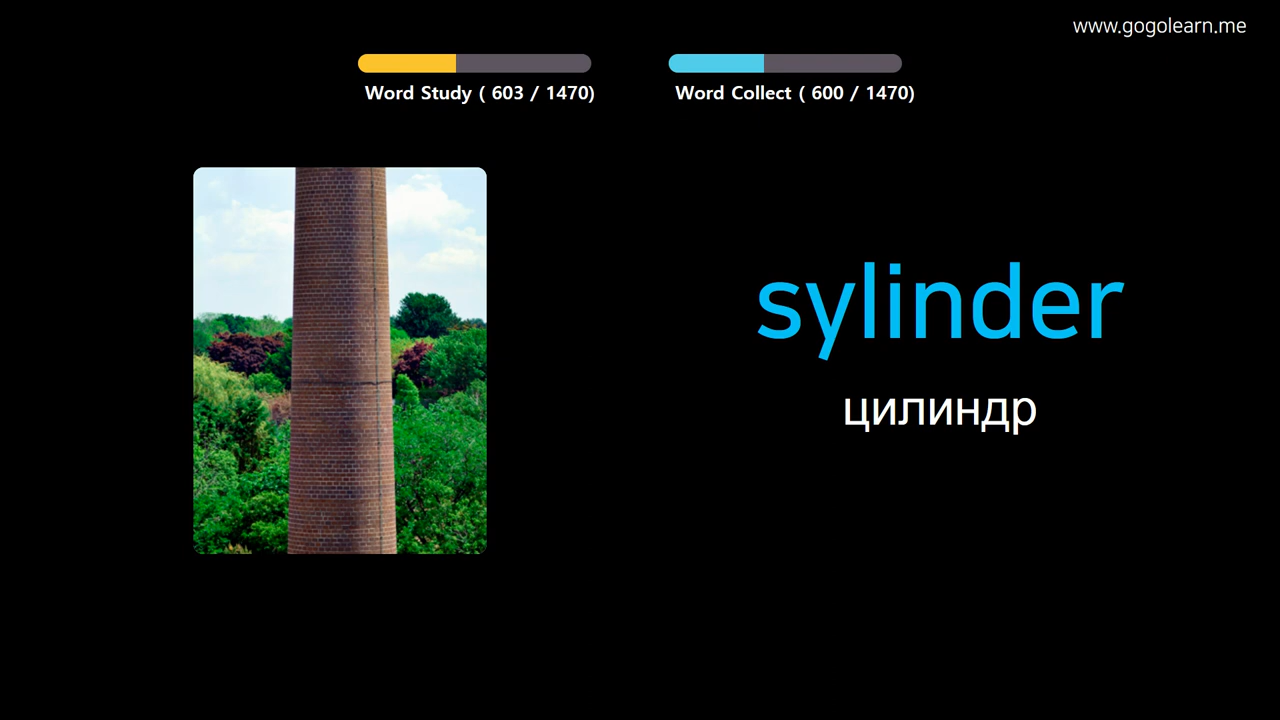 www.gogolearn.me
Word Study ( 603 / 1470)
Word Collect ( 600 / 1470)
sylinder
цилиндр